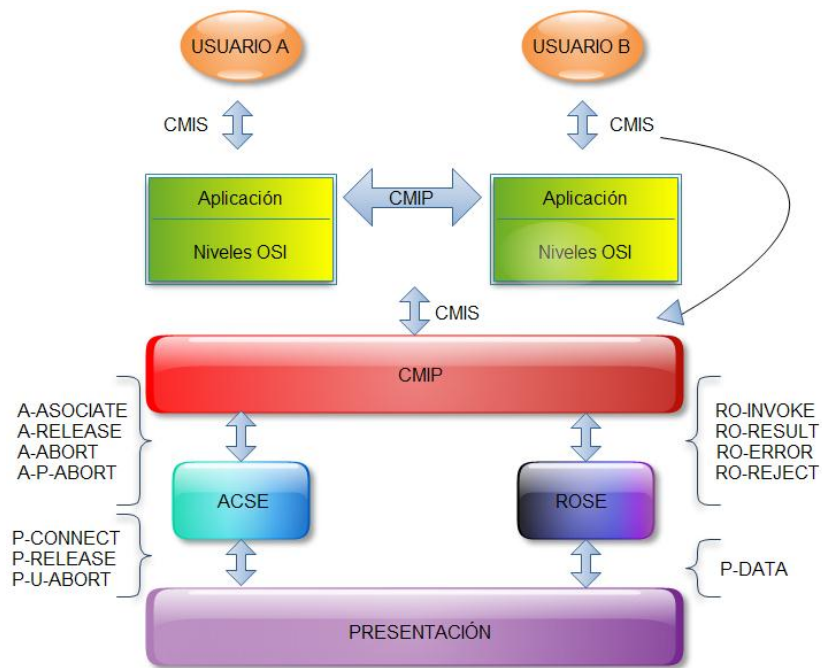 USUARIO A
USUARIO B
CMIS
CMIS
Aplicación
Niveles OSI
CMIP
Aplicación
Niveles OSI
CMIS
CMIP
A-ASOCIATE
A-RELEASE
A-ABORT
A-P-ABORT
RO-INVOKE
RO-RESULT
RO-ERROR
RO-REJECT
ACSE
ROSE
P-CONNECT
P-RELEASE
P-U-ABORT
P-DATA
PRESENTACIÓN